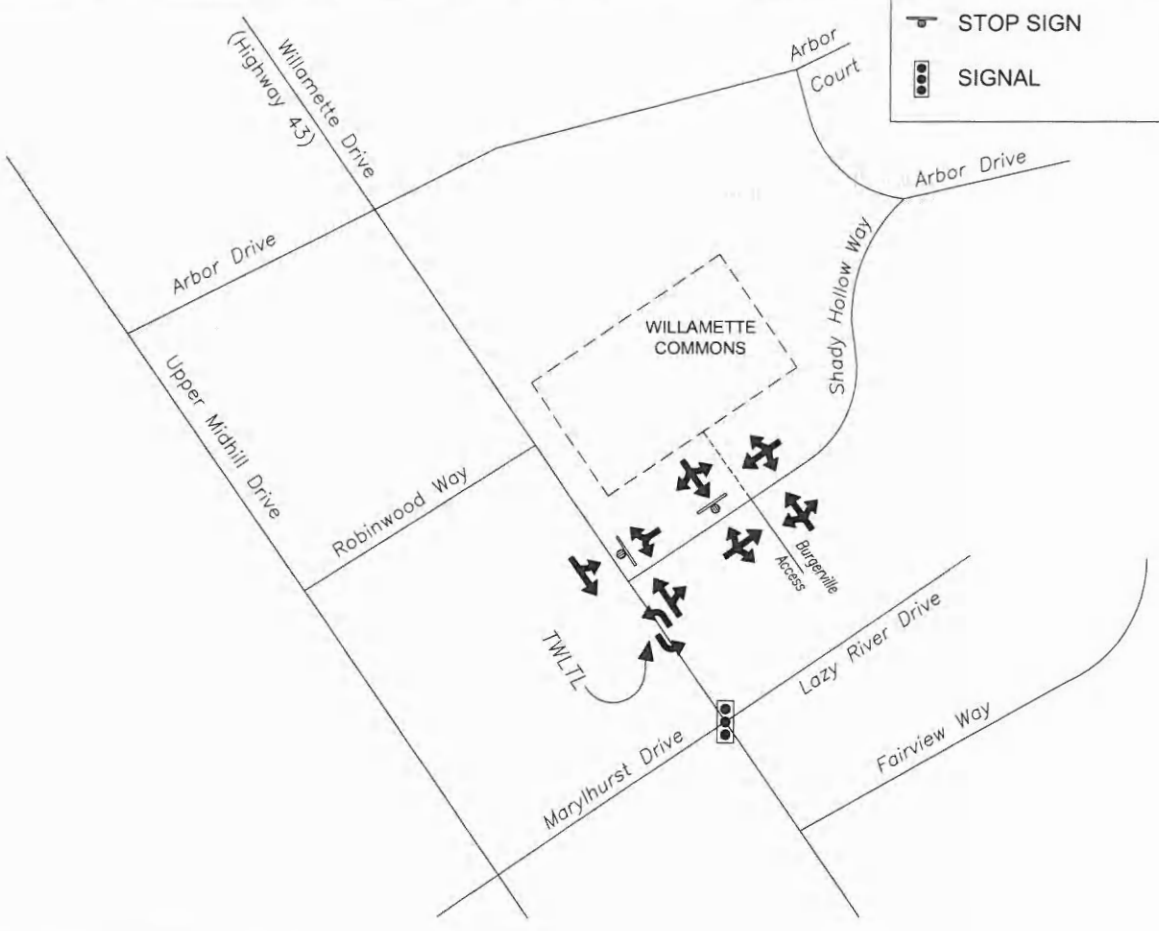 STOP SIGN
SIGNAL
Willamette Drive
(Highway 43)
Arbor
Court
Arbor Drive
Arbor Drive
Shady Hollow Way
WILLAMETTE
COMMONS
Upper Midhill Drive
Robinwood Way
Burgerville
Access
TWLTL
Lazy River Drive
Marylhurst Drive
Fairview Way